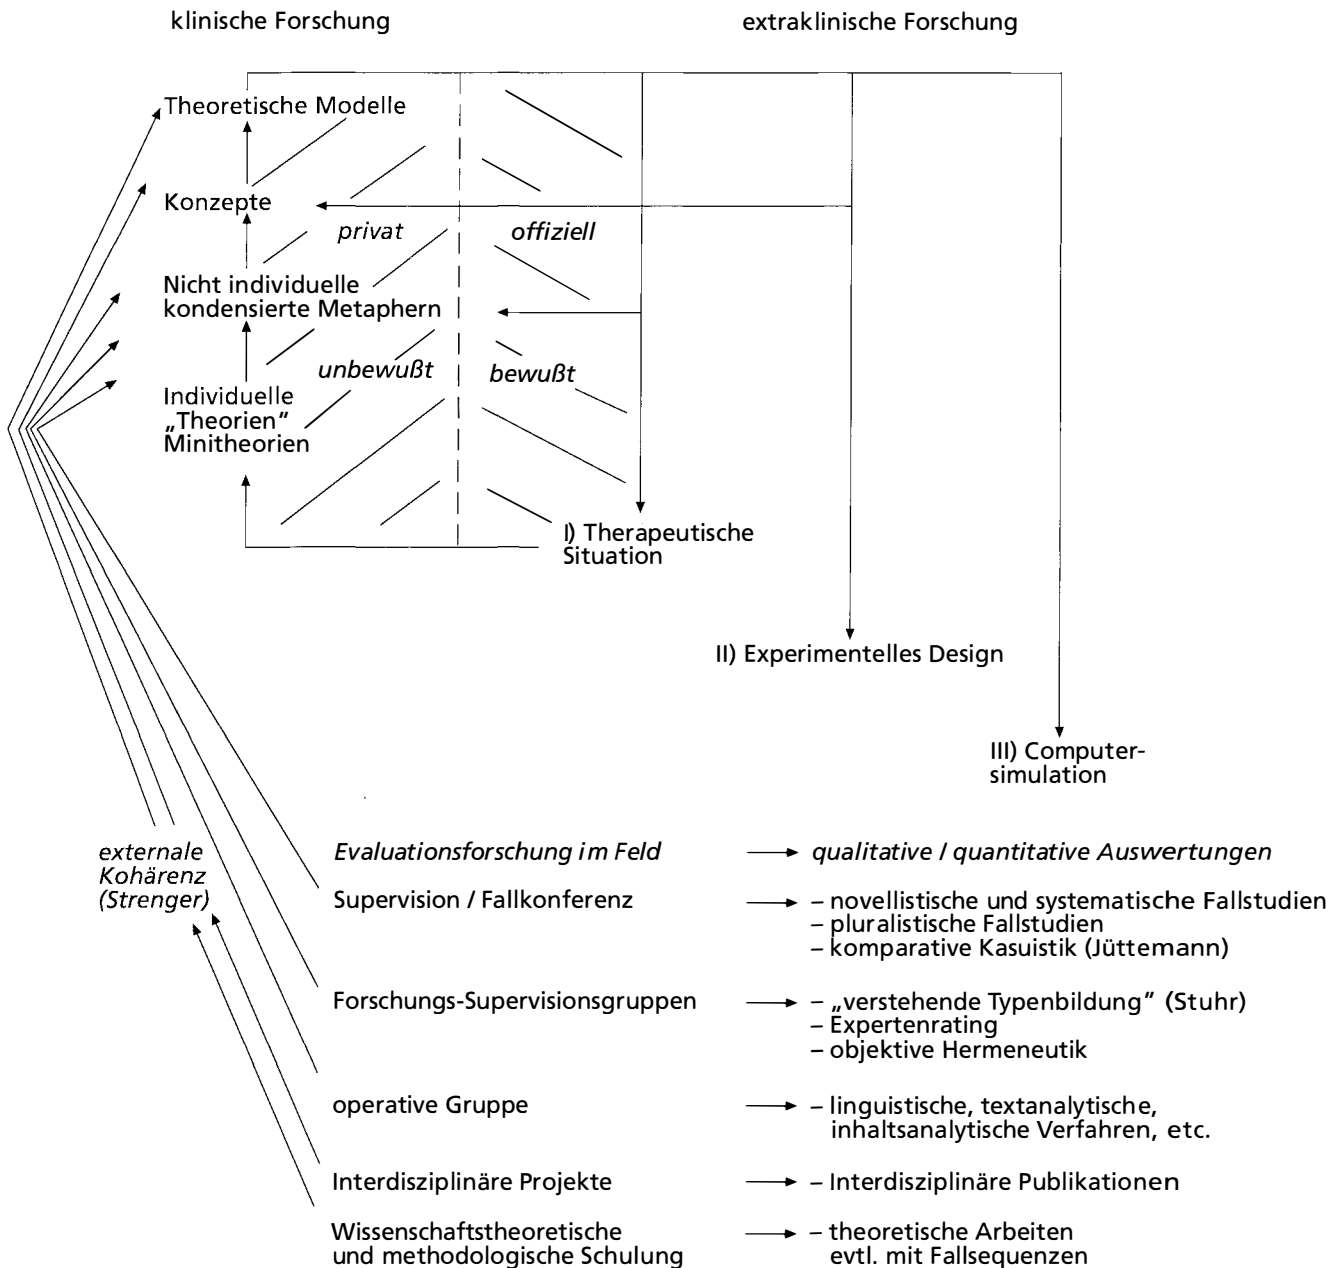 klinische Forschung
extraklinische Forschung
Theoretische Modelle
Konzepte
privat
offiziell
Nicht individuelle
kondensierte Metaphern
unbewußt
bewußt
Individuelle
„Theorien”
Minitheorien
I) Therapeutische
Situation
II) Experimentelles Design
III) Computer-
simulation
externale
Kohärenz
(Strenger)
Evaluationsforschung im Feld
qualitative / quantitative Auswertungen
Supervision / Fallkonferenz
– novellistische und systematische Fallstudien
– pluralistische Fallstudien
– komparative Kasuistik (Jüttemann)
Forschungs-Supervisionsgruppen
– „verstehende Typenbildung” (Stuhr)
– Expertenrating
– objektive Hermeneutik
operative Gruppe
– linguistische, textanalytische,
inhaltsanalytische Verfahren, etc.
Interdisziplinäre Projekte
– Interdisziplinäre Publikationen
Wissenschaftstheoretische
und methodologische Schulung
– theoretische Arbeiten
evtl. mit Fallsequenzen